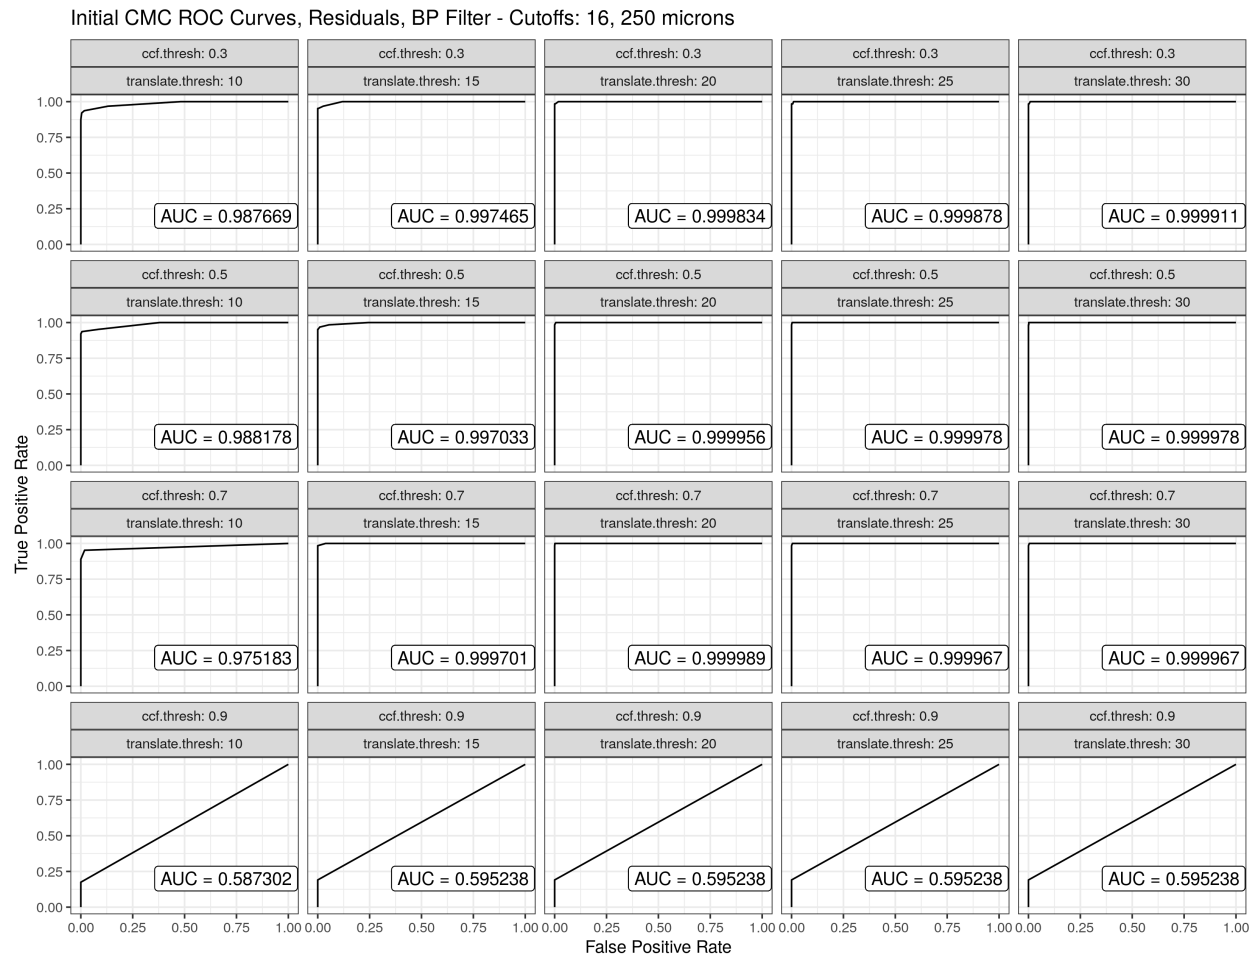 Initial CMC ROC Curves, Residuals, BP Filter - Cutoffs: 16, 250 microns
ccf.thresh: 0.3 ccf.thresh: 0.3 ccf.thresh: 0.3 ccf.thresh: 0.3 ccf.thresh: 0.3
translate.thresh: 10 translate.thresh: 15 translate.thresh: 20 translate.thresh: 25 translate.thresh: 30
1.00
0.75
0.50
0.25
AUC = 0.987669 AUC = 0.997465 AUC = 0.999834 AUC = 0.999878 AUC = 0.999911
0.00
ccf.thresh: 0.5 ccf.thresh: 0.5 ccf.thresh: 0.5 ccf.thresh: 0.5 ccf.thresh: 0.5
translate.thresh: 10 translate.thresh: 15 translate.thresh: 20 translate.thresh: 25 translate.thresh: 30
1.00
0.75
0.50
0.25
AUC = 0.988178 AUC = 0.997033 AUC = 0.999956 AUC = 0.999978 AUC = 0.999978
0.00
True Positive Rate
ccf.thresh: 0.7 ccf.thresh: 0.7 ccf.thresh: 0.7 ccf.thresh: 0.7 ccf.thresh: 0.7
translate.thresh: 10 translate.thresh: 15 translate.thresh: 20 translate.thresh: 25 translate.thresh: 30
1.00
0.75
0.50
0.25
AUC = 0.975183 AUC = 0.999701 AUC = 0.999989 AUC = 0.999967 AUC = 0.999967
0.00
ccf.thresh: 0.9 ccf.thresh: 0.9 ccf.thresh: 0.9 ccf.thresh: 0.9 ccf.thresh: 0.9
translate.thresh: 10 translate.thresh: 15 translate.thresh: 20 translate.thresh: 25 translate.thresh: 30
1.00
0.75
0.50
0.25
AUC = 0.587302 AUC = 0.595238 AUC = 0.595238 AUC = 0.595238 AUC = 0.595238
0.00
0.00 0.25 0.50 0.75 1.00 0.00 0.25 0.50 0.75 1.00 0.00 0.25 0.50 0.75 1.00 0.00 0.25 0.50 0.75 1.00 0.00 0.25 0.50 0.75 1.00
False Positive Rate